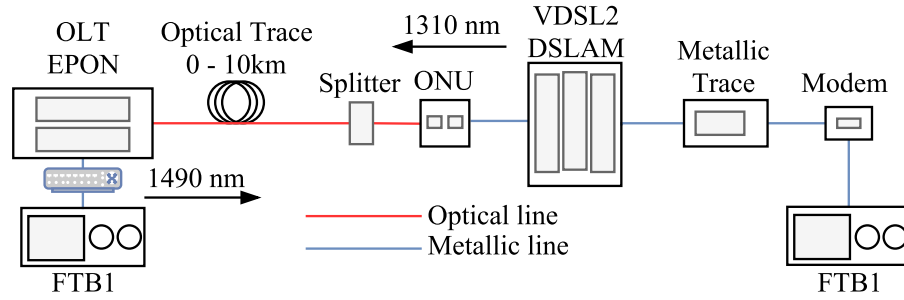 OLT
EPON
Optical Trace
0 - 10km
1310 nm
Splitter
ONU
VDSL2
DSLAM
Metallic
Trace
Modem
1490 nm
Optical line
Metallic line
FTB1
FTB1